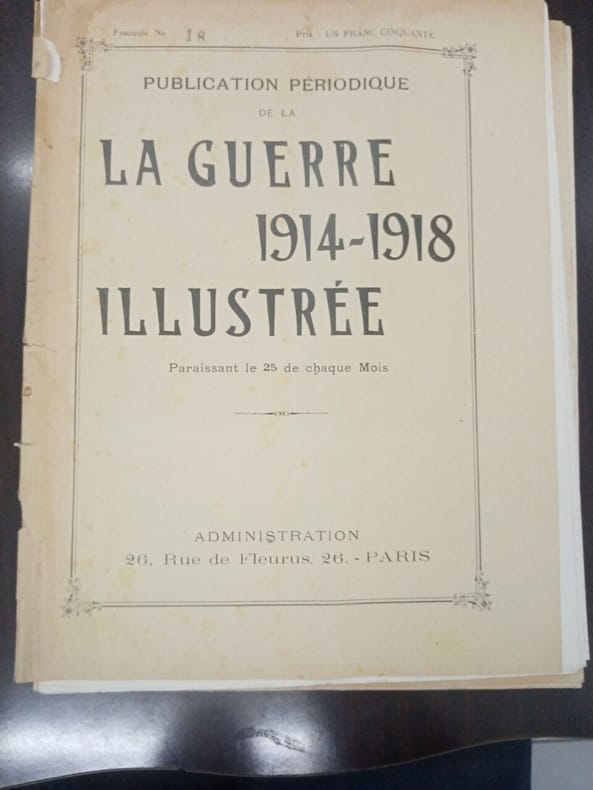 Fascicule No 18 Prix : UN FRANC CINQUANTE
PUBLICATION PÉRIODIQUE
DE LA
LA GUERRE
1914-1918
ILLUSTRÉE
Paraissant le 25 de chaque Mois
ADMINISTRATION
26, Rue de Fleurus, 26. - PARIS